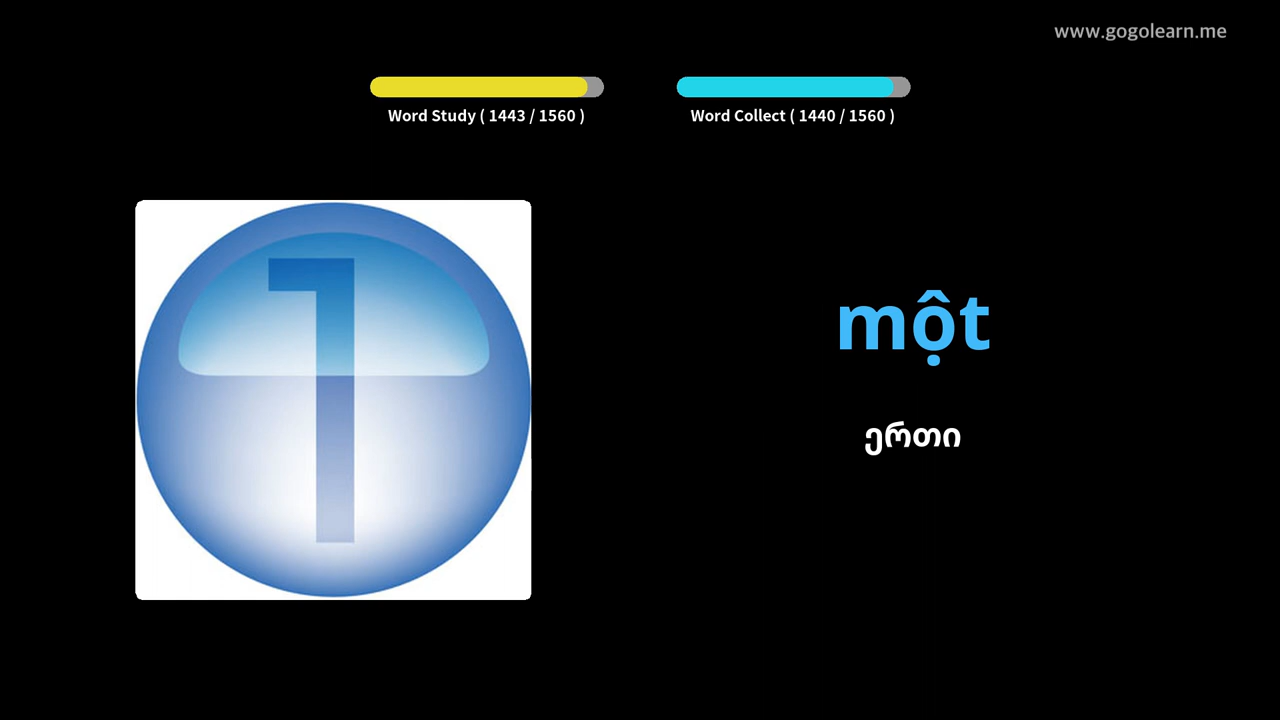 www.gogolearn.me
Word Study ( 1443 / 1560 )
Word Collect ( 1440 / 1560 )
1
một
ერთი